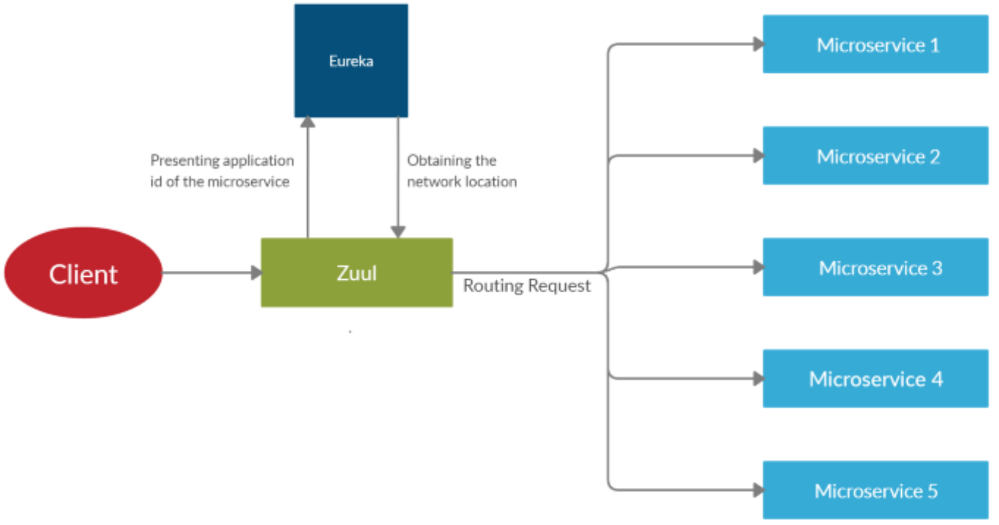 Eureka
Presenting application
id of the microservice
Obtaining the
network location
Client
Zuul
Routing Request
Microservice 1
Microservice 2
Microservice 3
Microservice 4
Microservice 5